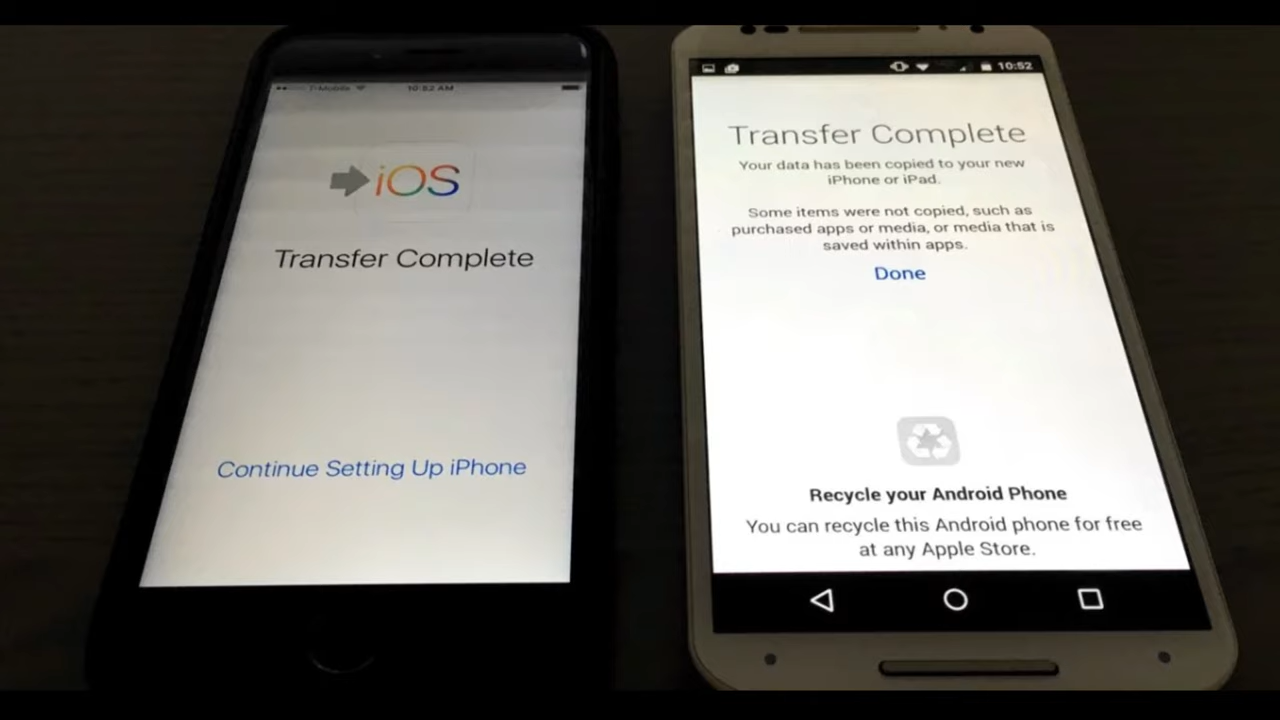 T-Mobile
10:52 AM
iOS
Transfer Complete
Continue Setting Up iPhone
10:52
Transfer Complete
Your data has been copied to your new
iPhone or iPad.
Some items were not copied, such as
purchased apps or media, or media that is
saved within apps.
Done
Recycle your Android Phone
You can recycle this Android phone for free
at any Apple Store.